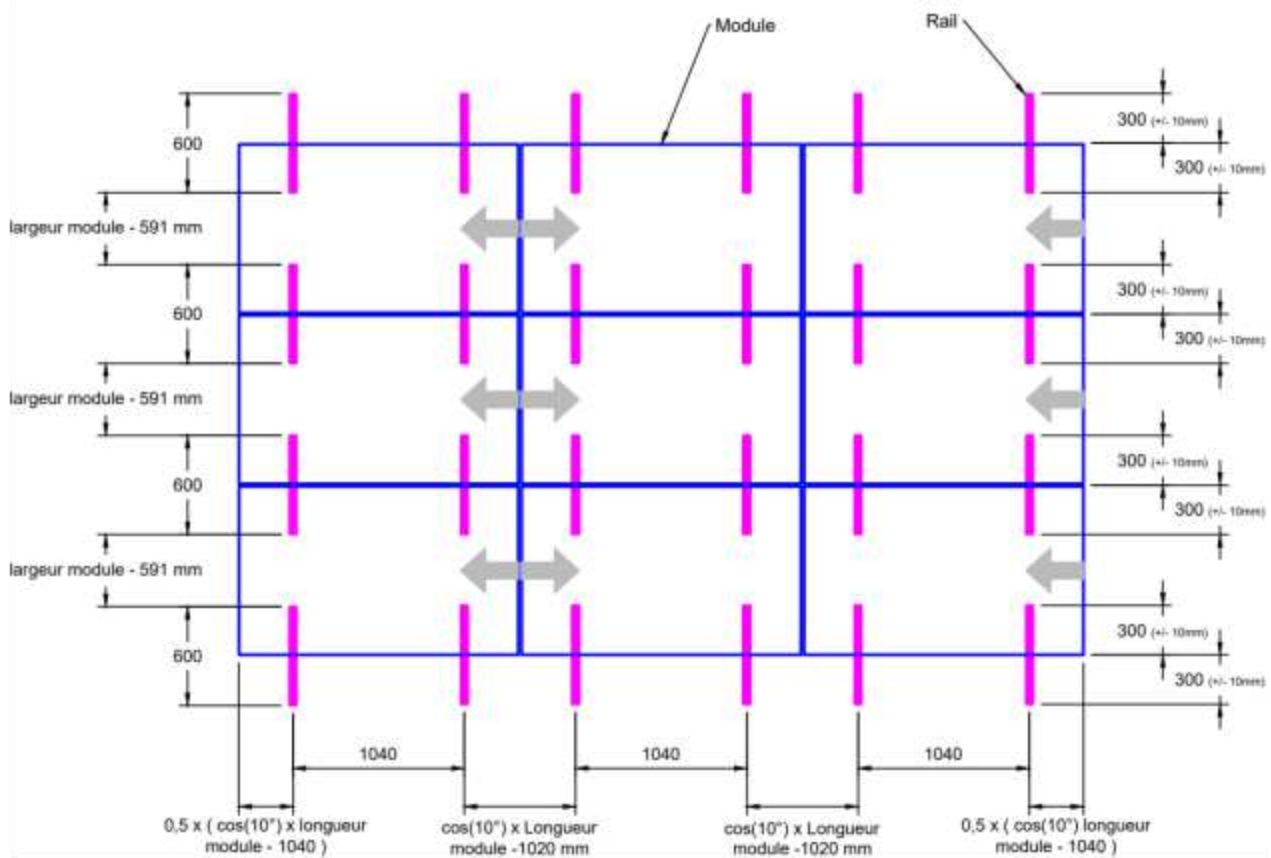 Module
Rail
600
300 (+/- 10mm)
300 (+/- 10mm)
largeur module - 591 mm
600
300 (+/- 10mm)
300 (+/- 10mm)
largeur module - 591 mm
600
300 (+/- 10mm)
300 (+/- 10mm)
largeur module - 591 mm
600
300 (+/- 10mm)
300 (+/- 10mm)
1040
1040
1040
0,5 x ( cos(10°) x longueur
module - 1040 )
cos(10°) x Longueur
module -1020 mm
cos(10°) x Longueur
module -1020 mm
0,5 x ( cos(10°) longueur
module - 1040 )